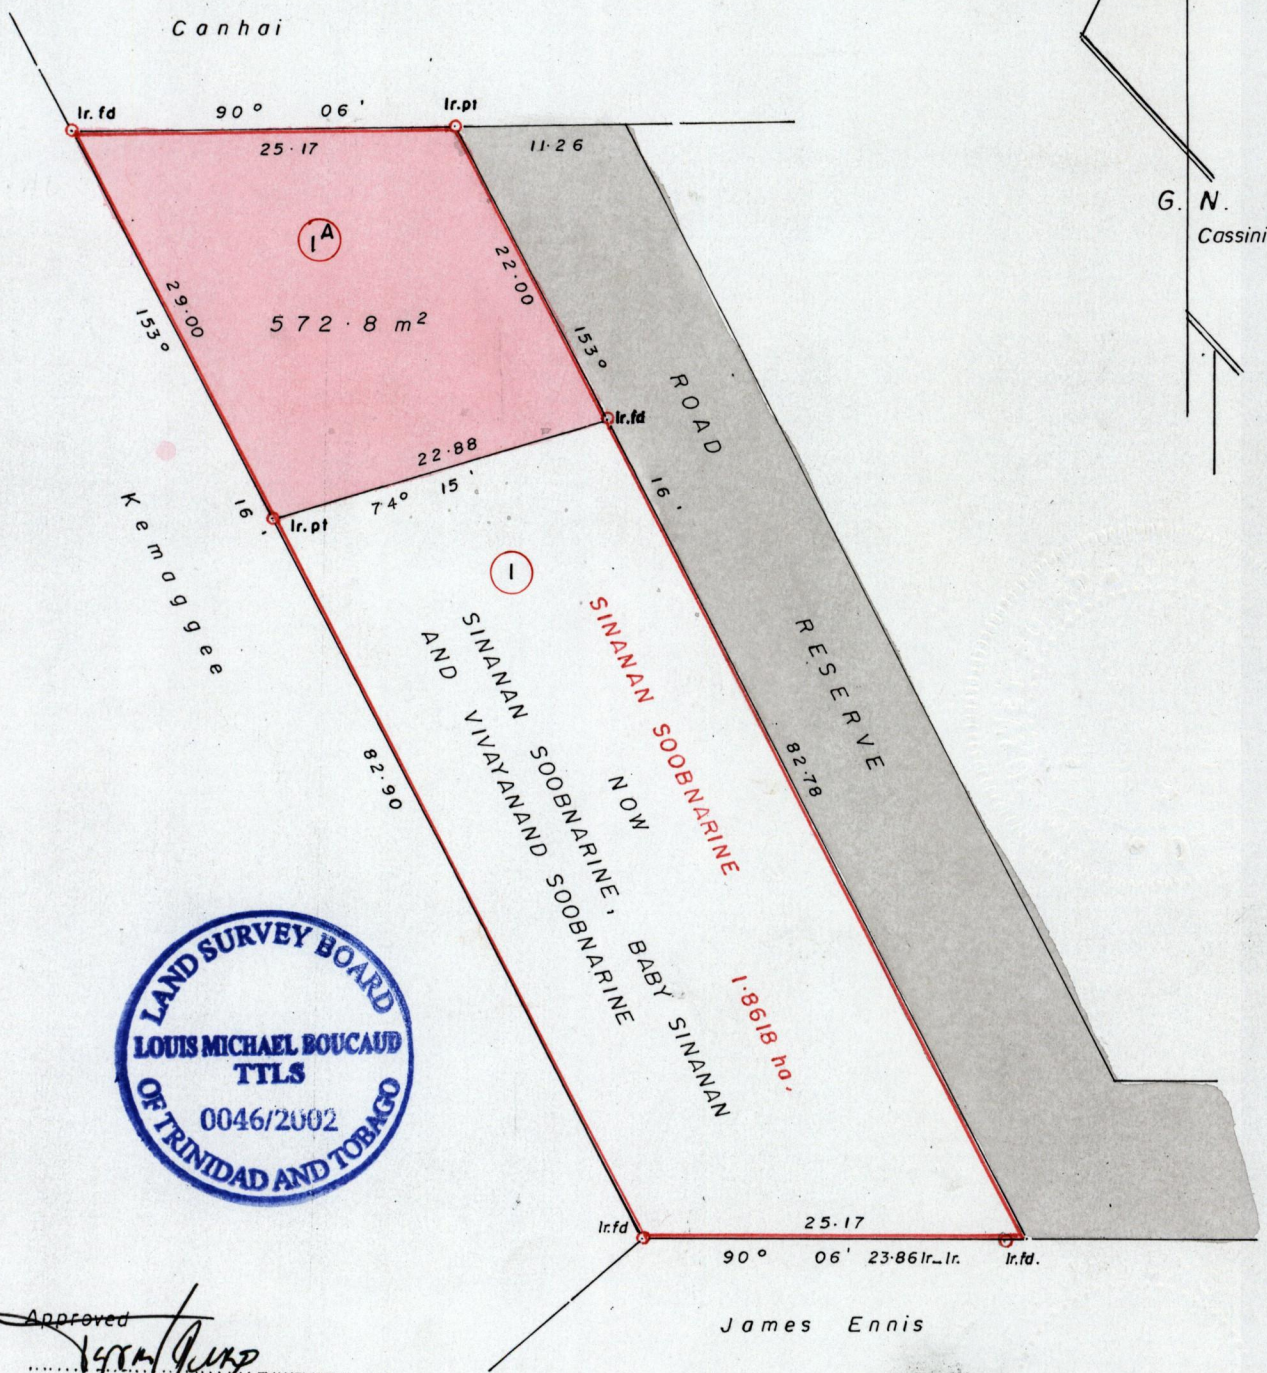 Canhai
Ir. fd
90° 06'
Ir.pt
25·17
11·26
G. N.
Cassini
1A
572·8 m²
29·00
153°
16'
22·00
153°
16'
ROAD RESERVE
Ir.fd
22·88
74° 15'
Ir.pt
Kemaggee
1
SINANAN SOOBNARINE
NOW
SINANAN SOOBNARINE, BABY SINANAN
AND VIVAYANAND SOOBNARINE
1·8618 ha.
82·90
82·78
LAND SURVEY BOARD
LOUIS MICHAEL BOUCAUD
TTLS
0046/2002
OF TRINIDAD AND TOBAGO
Ir.fd
25·17
90° 06' 23·86 Ir_Ir.
Ir.fd.
James Ennis
Approved